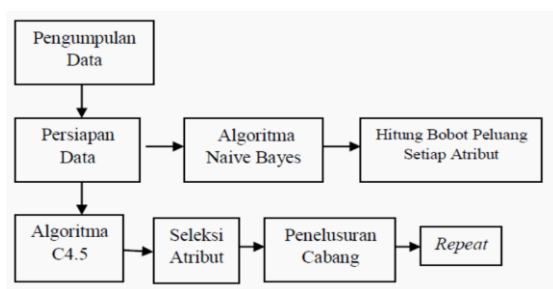 Pengumpulan
Data
Persiapan
Data
Algoritma
Naive Bayes
Hitung Bobot Peluang
Setiap Atribut
Algoritma
C4.5
Seleksi
Atribut
Penelusuran
Cabang
Repeat